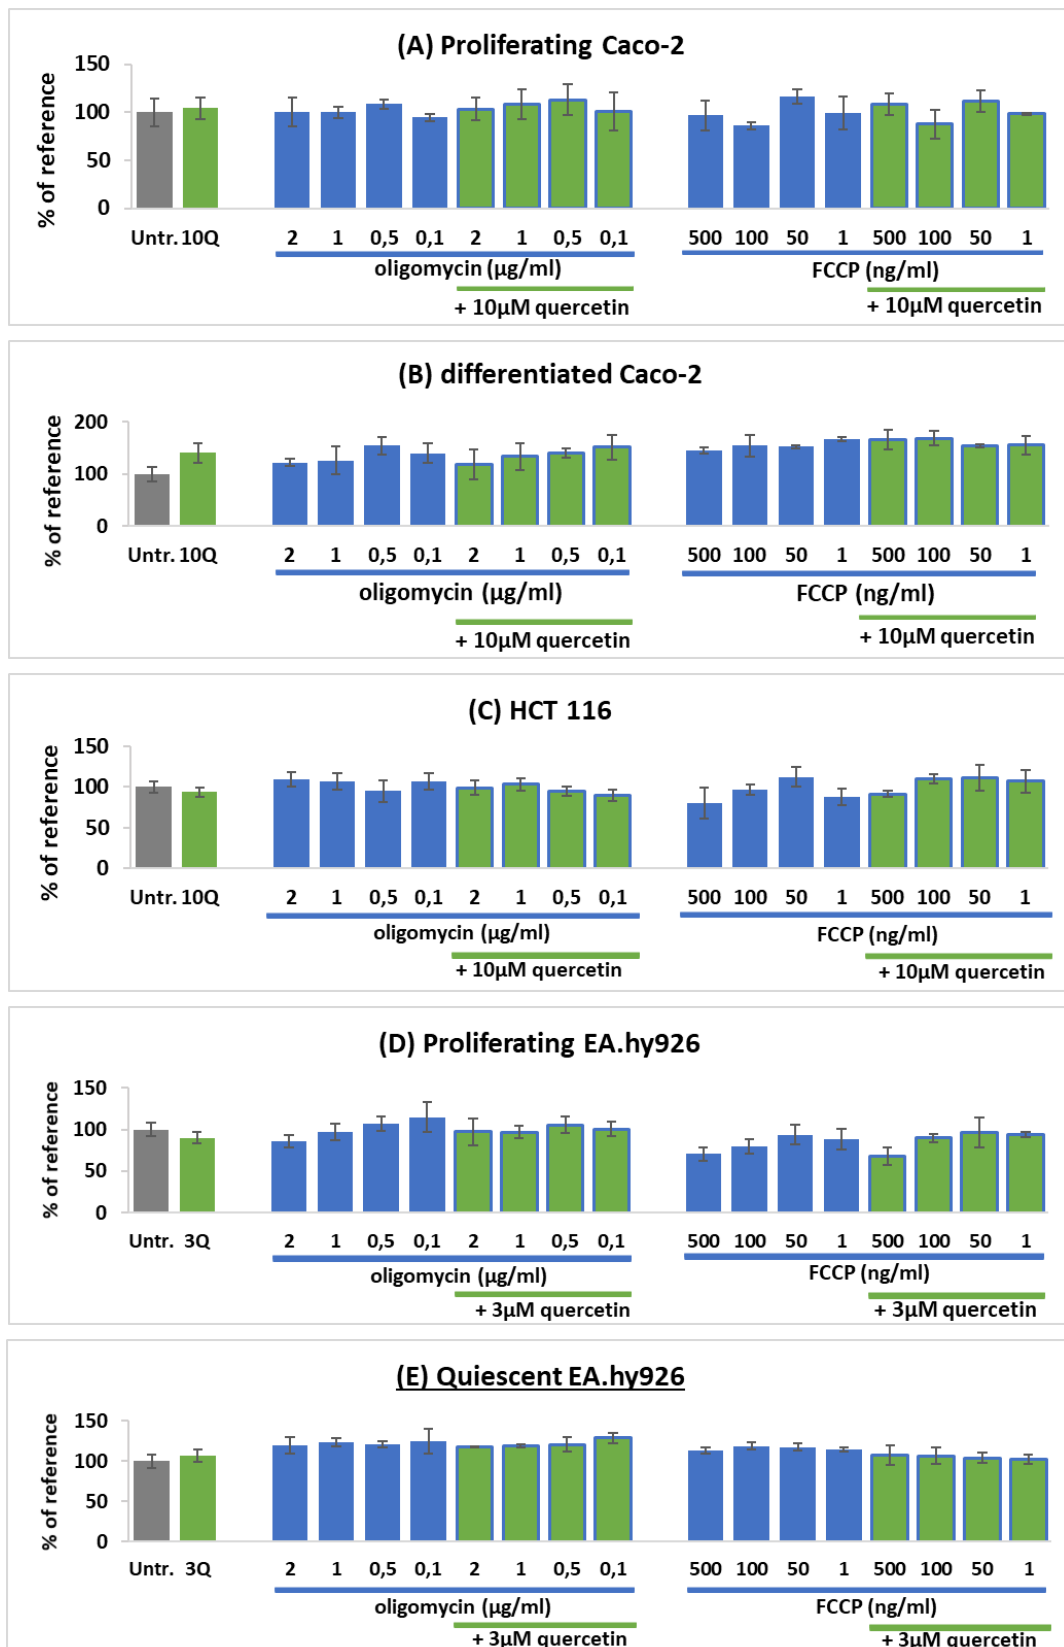 (A) Proliferating Caco-2
% of reference
150
100
50
0
Untr. 10Q 2 1 0,5 0,1 2 1 0,5 0,1 500 100 50 1 500 100 50 1
oligomycin (µg/ml) FCCP (ng/ml)
+ 10µM quercetin + 10µM quercetin
(B) differentiated Caco-2
% of reference
200
100
0
Untr. 10Q 2 1 0,5 0,1 2 1 0,5 0,1 500 100 50 1 500 100 50 1
oligomycin (µg/ml) FCCP (ng/ml)
+ 10µM quercetin + 10µM quercetin
(C) HCT 116
% of reference
150
100
50
0
Untr. 10Q 2 1 0,5 0,1 2 1 0,5 0,1 500 100 50 1 500 100 50 1
oligomycin (µg/ml) FCCP (ng/ml)
+ 10µM quercetin + 10µM quercetin
(D) Proliferating EA.hy926
% of reference
150
100
50
0
Untr. 3Q 2 1 0,5 0,1 2 1 0,5 0,1 500 100 50 1 500 100 50 1
oligomycin (µg/ml) FCCP (ng/ml)
+ 3µM quercetin + 3µM quercetin
(E) Quiescent EA.hy926
% of reference
150
100
50
0
Untr. 3Q 2 1 0,5 0,1 2 1 0,5 0,1 500 100 50 1 500 100 50 1
oligomycin (µg/ml) FCCP (ng/ml)
+ 3µM quercetin + 3µM quercetin